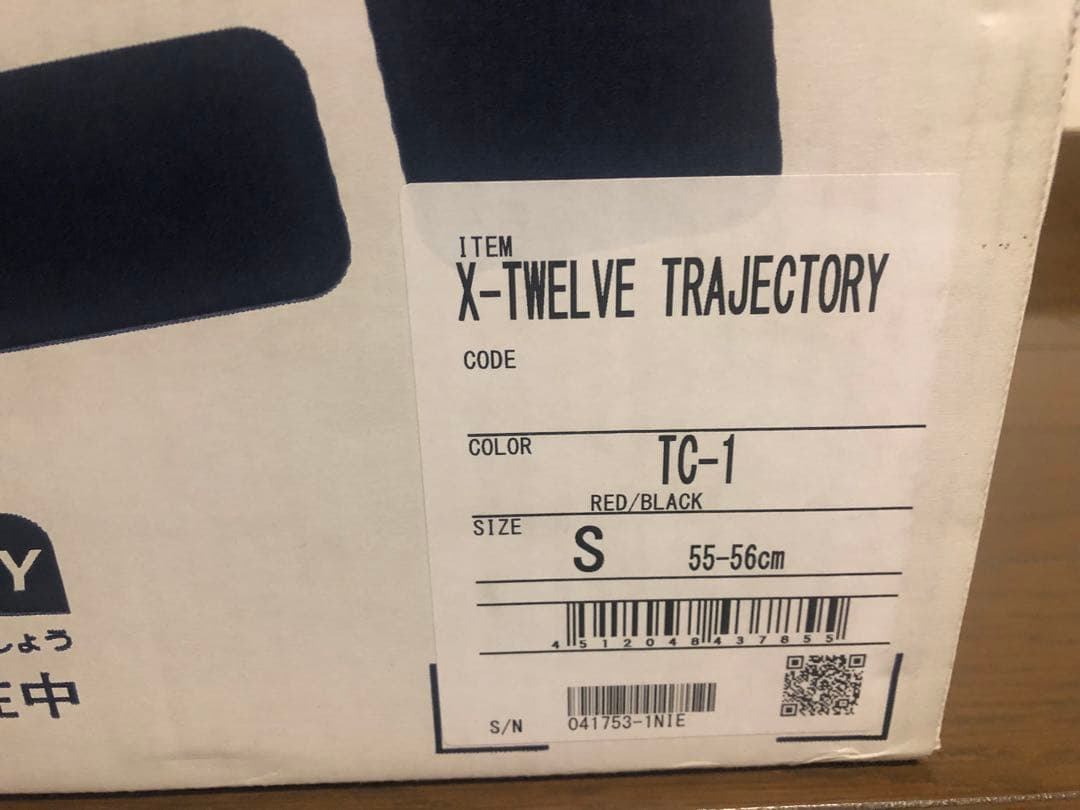 ITEM
X-TWELVE TRAJECTORY
CODE
COLOR TC-1
RED/BLACK
SIZE S 55-56cm
4512048437855
S/N 041753-1NIE
Y
しょう
中